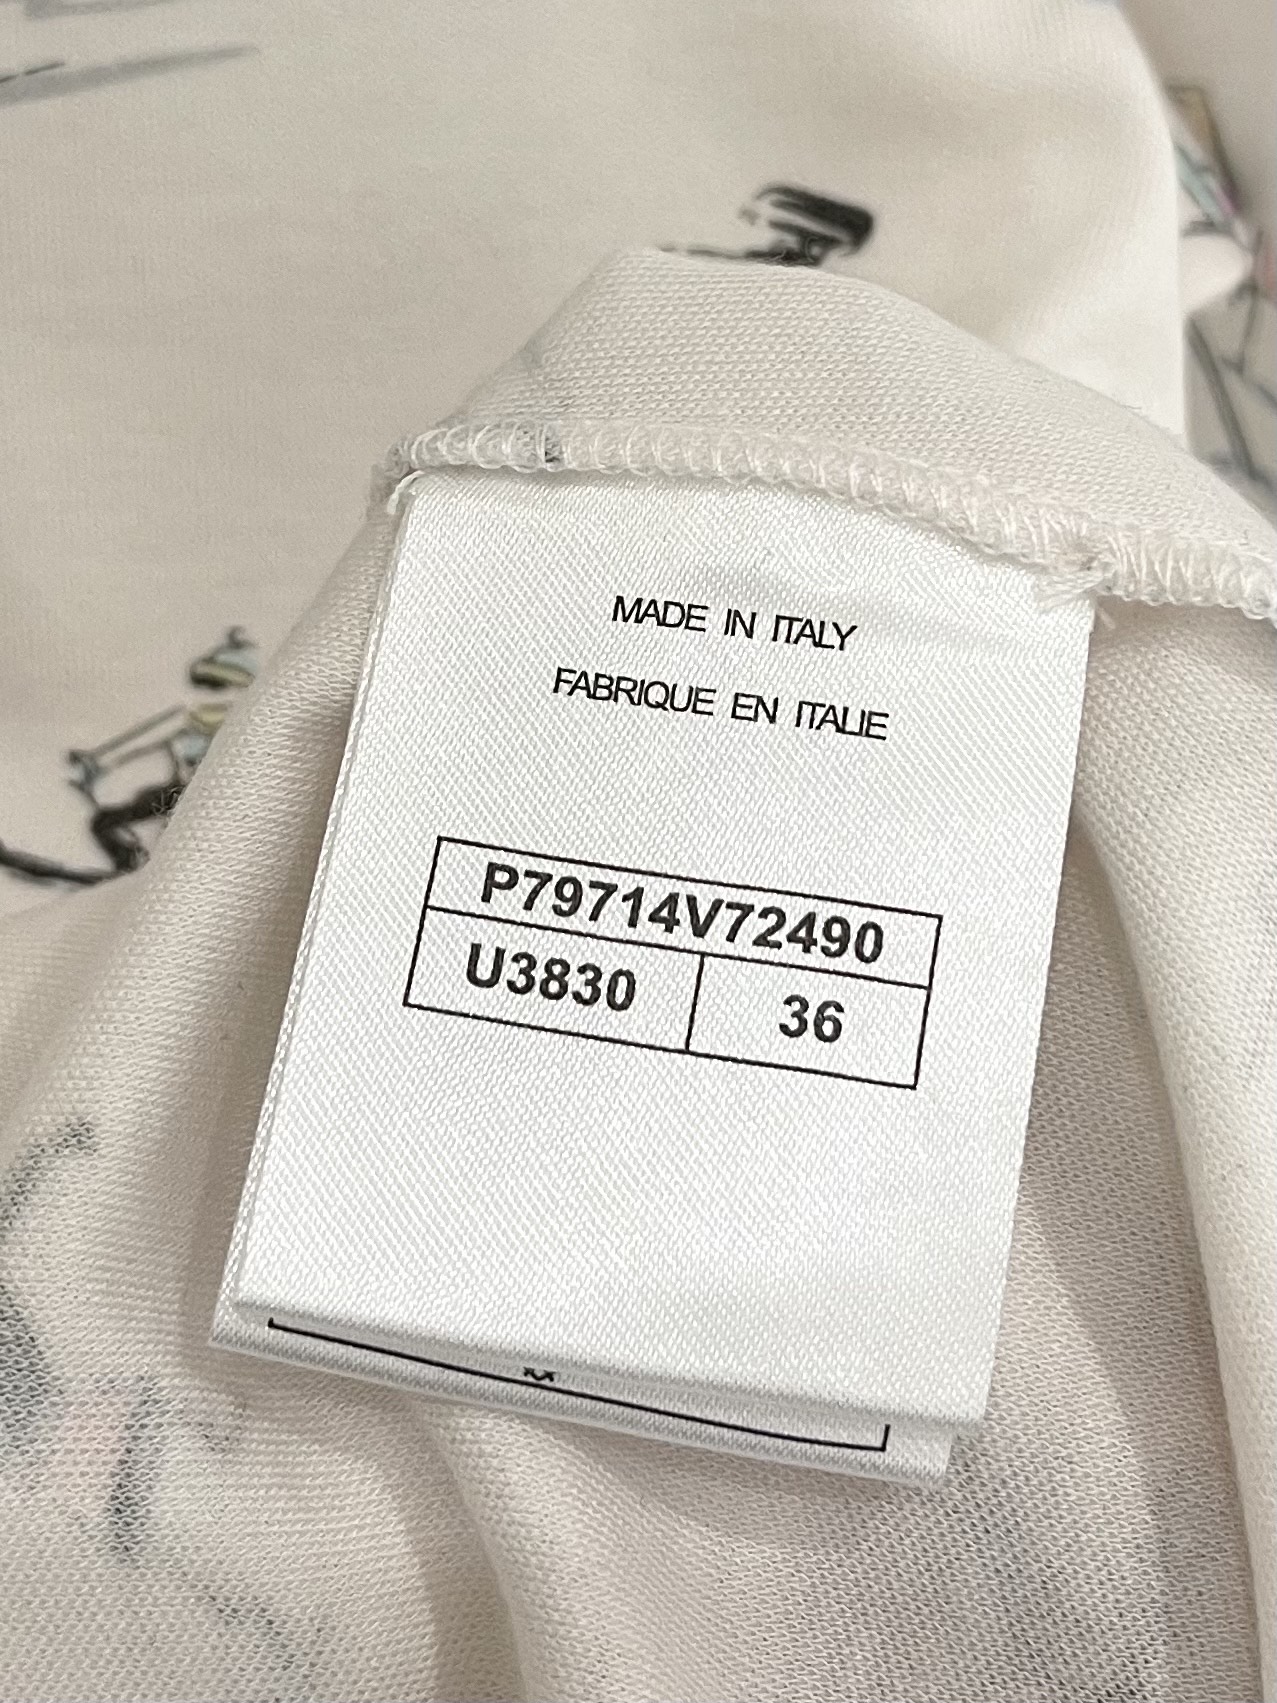 MADE IN ITALY
FABRIQUE EN ITALIE
P79714V72490
U3830 36